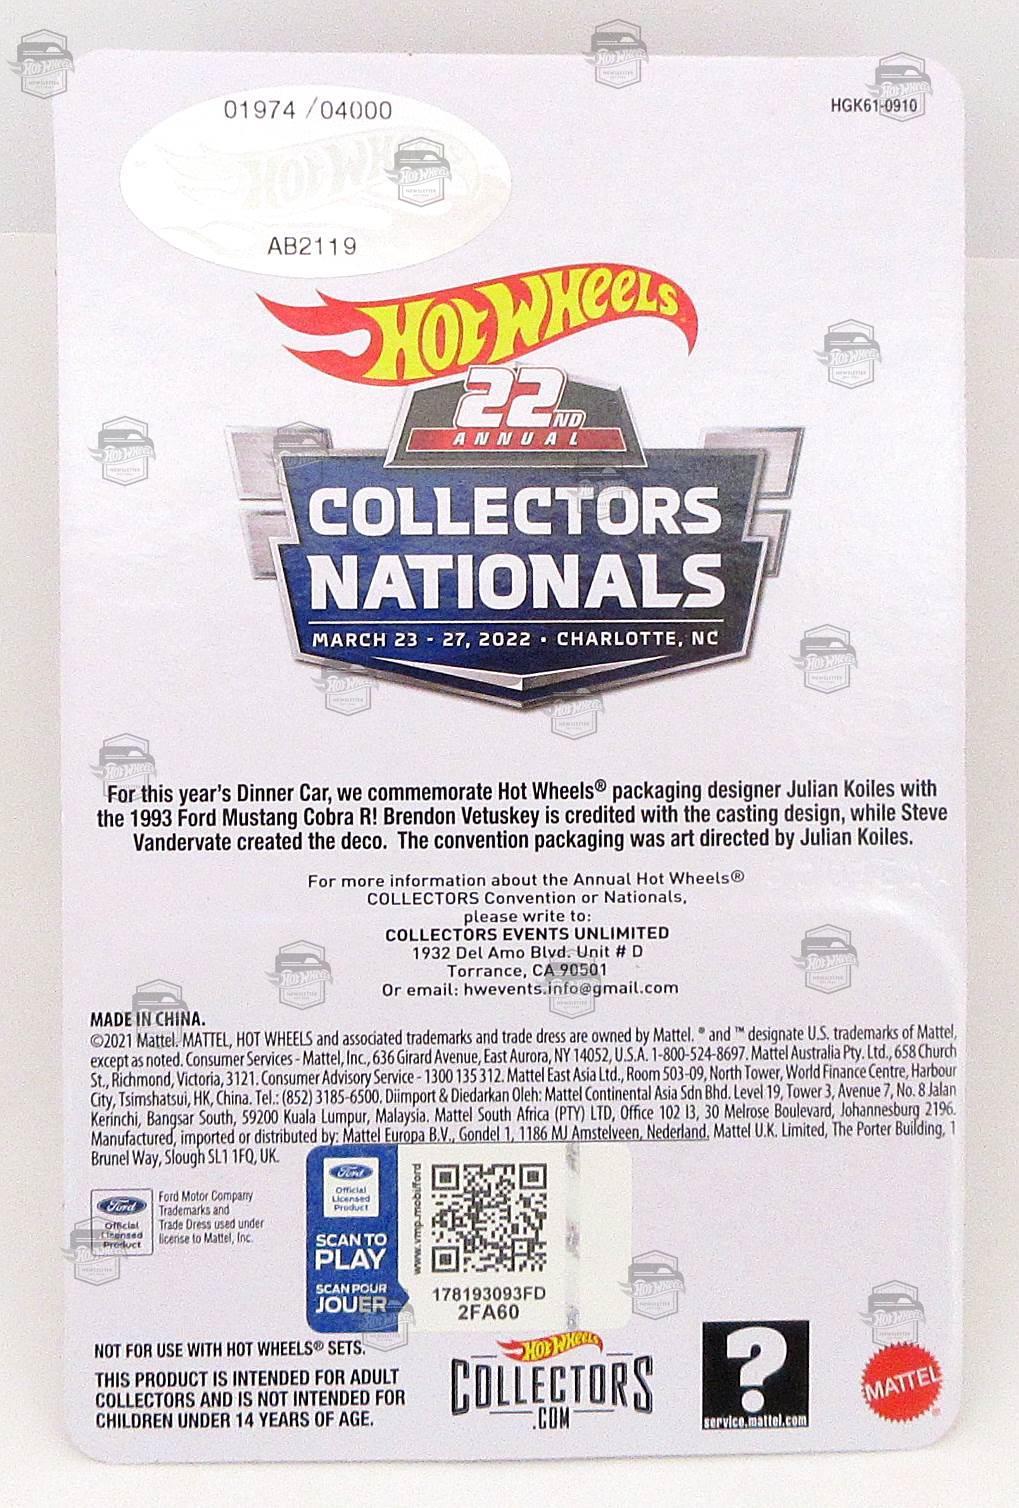 01974 /04000
HGK61-0910
HOT WHEELS
AB2119
HOT WHEELS
22ND
ANNUAL
COLLECTORS
NATIONALS
MARCH 23 - 27, 2022 • CHARLOTTE, NC
For this year's Dinner Car, we commemorate Hot Wheels® packaging designer Julian Koiles with
the 1993 Ford Mustang Cobra R! Brendon Vetuskey is credited with the casting design, while Steve
Vandervate created the deco. The convention packaging was art directed by Julian Koiles.
For more information about the Annual Hot Wheels®
COLLECTORS Convention or Nationals,
please write to:
COLLECTORS EVENTS UNLIMITED
1932 Del Amo Blvd. Unit # D
Torrance, CA 90501
Or email: hwevents.info@gmail.com
MADE IN CHINA.
©2021 Mattel. MATTEL, HOT WHEELS and associated trademarks and trade dress are owned by Mattel. ® and ™ designate U.S. trademarks of Mattel,
except as noted. Consumer Services - Mattel, Inc., 636 Girard Avenue, East Aurora, NY 14052, U.S.A. 1-800-524-8697. Mattel Australia Pty. Ltd., 658 Church
St., Richmond, Victoria, 3121. Consumer Advisory Service - 1300 135 312. Mattel East Asia Ltd., Room 503-09, North Tower, World Finance Centre, Harbour
City, Tsimshatsui, HK, China. Tel.: (852) 3185-6500. Diimport & Diedarkan Oleh: Mattel Continental Asia Sdn Bhd. Level 19, Tower 3, Avenue 7, No. 8 Jalan
Kerinchi, Bangsar South, 59200 Kuala Lumpur, Malaysia. Mattel South Africa (PTY) LTD, Office 102 I3, 30 Melrose Boulevard, Johannesburg 2196.
Manufactured, imported or distributed by: Mattel Europa B.V., Gondel 1, 1186 MJ Amstelveen, Nederland. Mattel U.K. Limited, The Porter Building, 1
Brunel Way, Slough SL1 1FQ, UK.
Ford
Official
Licensed
Product
Ford Motor Company
Trademarks and
Trade Dress used under
license to Mattel, Inc.
Ford
Official
Licensed
Product
SCAN TO
PLAY
SCAN POUR
JOUER
www.vmp.mobi/ford
178193093FD
2FA60
NOT FOR USE WITH HOT WHEELS® SETS.
THIS PRODUCT IS INTENDED FOR ADULT
COLLECTORS AND IS NOT INTENDED FOR
CHILDREN UNDER 14 YEARS OF AGE.
HOT WHEELS
COLLECTORS
.COM
?
service.mattel.com
MATTEL